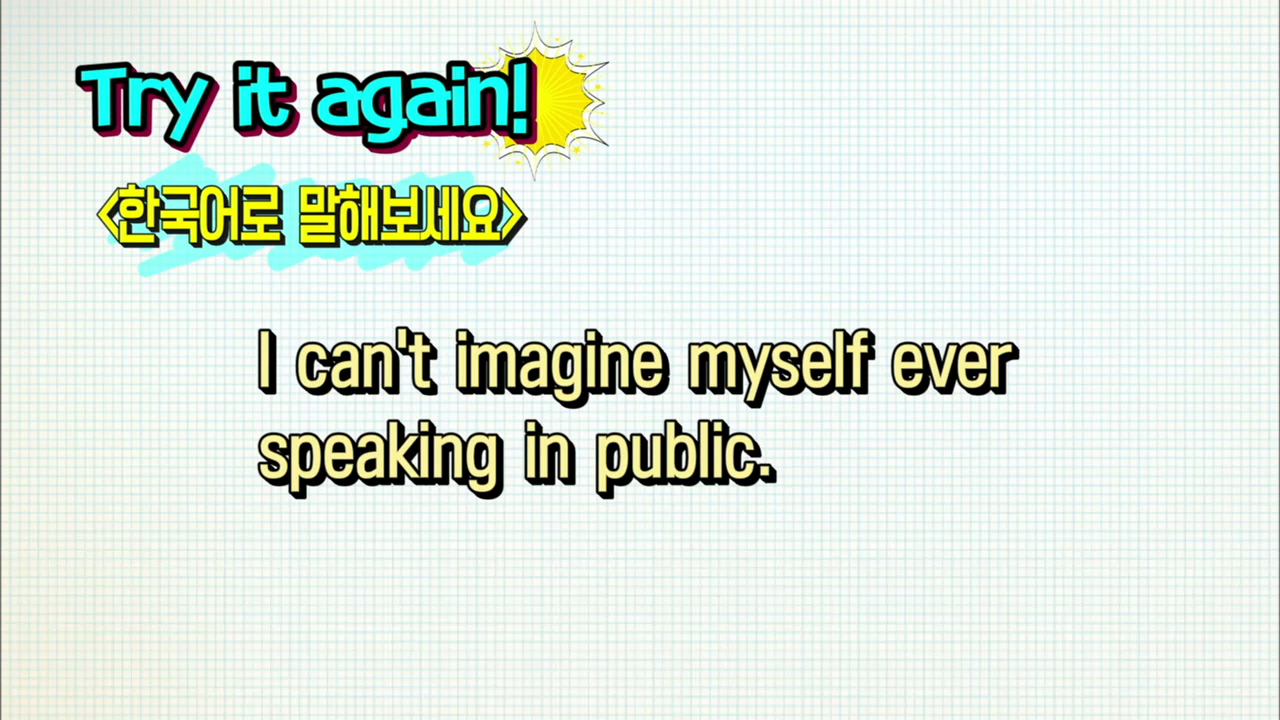 Try it again!
<한국어로 말해보세요>
I can't imagine myself ever
speaking in public.